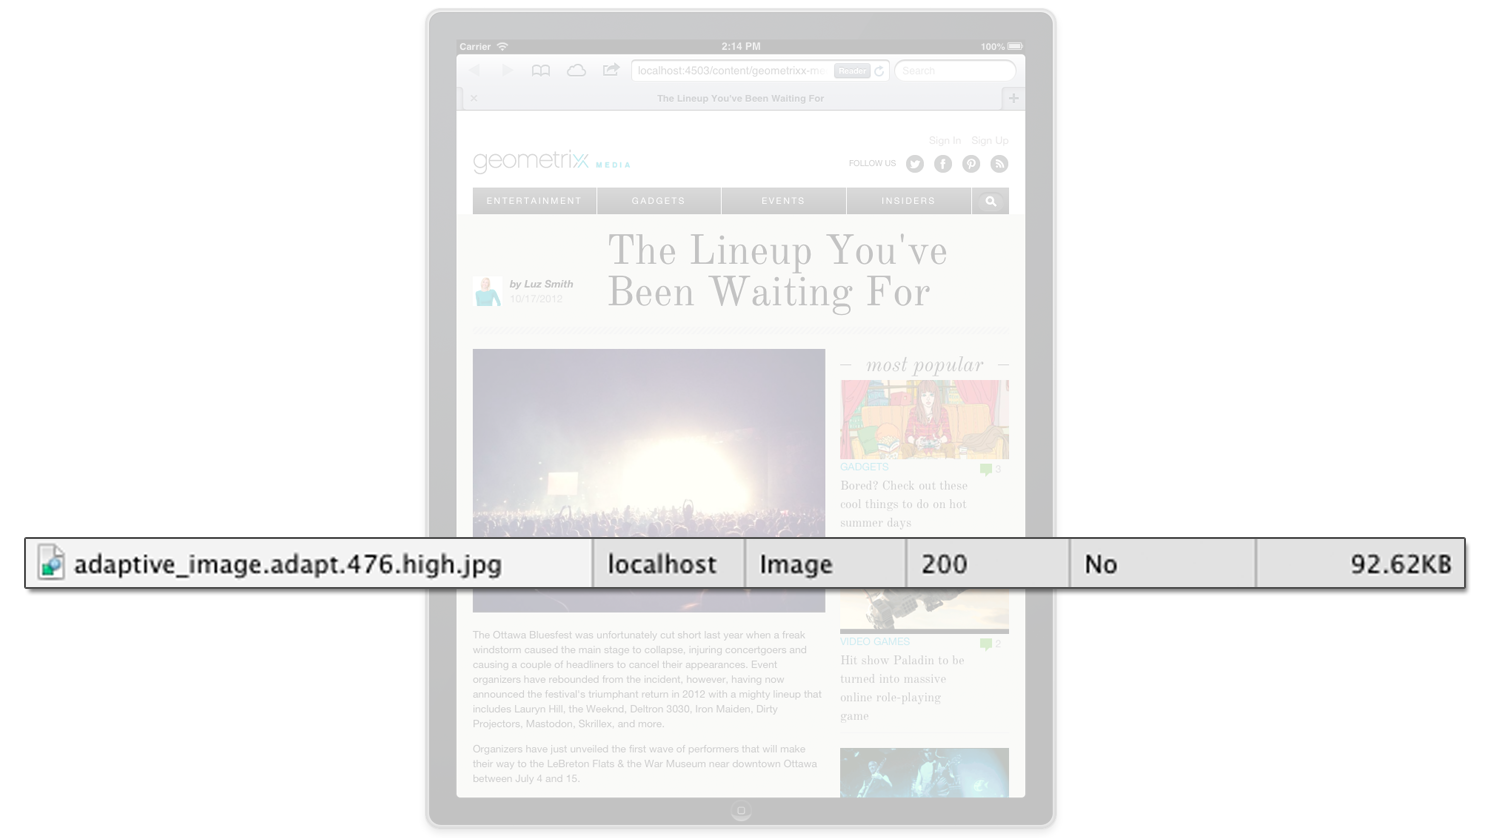 Carrier 2:14 PM 100%
localhost:4503/content/geometrixx-me Reader Search
The Lineup You've Been Waiting For
Sign In Sign Up
geometrixx MEDIA FOLLOW US
ENTERTAINMENT GADGETS EVENTS INSIDERS
The Lineup You've
Been Waiting For
by Luz Smith
10/17/2012
most popular
GADGETS 3
Bored? Check out these
cool things to do on hot
summer days
adaptive_image.adapt.476.high.jpg localhost Image 200 No 92.62KB
The Ottawa Bluesfest was unfortunately cut short last year when a freak
windstorm caused the main stage to collapse, injuring concertgoers and
causing a couple of headliners to cancel their appearances. Event
organizers have rebounded from the incident, however, having now
announced the festival's triumphant return in 2012 with a mighty lineup that
includes Lauryn Hill, the Weeknd, Deltron 3030, Iron Maiden, Dirty
Projectors, Mastodon, Skrillex, and more.
Organizers have just unveiled the first wave of performers that will make
their way to the LeBreton Flats & the War Museum near downtown Ottawa
between July 4 and 15.
VIDEO GAMES 2
Hit show Paladin to be
turned into massive
online role-playing
game